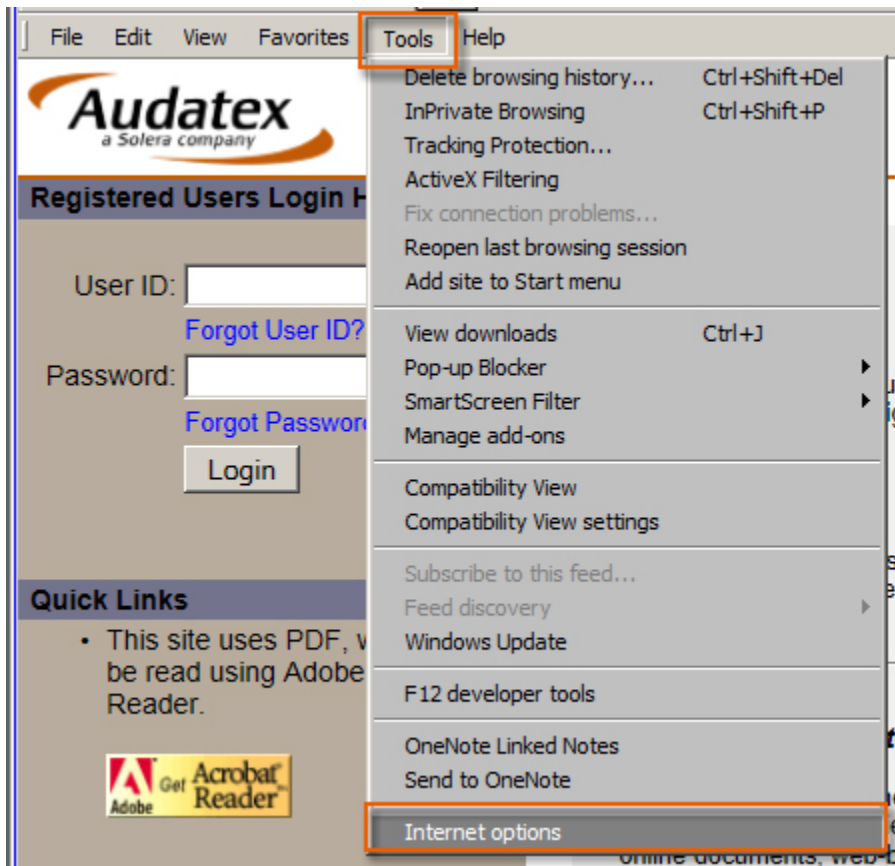 File Edit View Favorites Tools Help
Audatex
a Solera company
Registered Users Login H
User ID:
Forgot User ID?
Password:
Forgot Password
Login
Quick Links
• This site uses PDF, w
be read using Adobe
Reader.
Adobe Get Acrobat Reader
Delete browsing history... Ctrl+Shift+Del
InPrivate Browsing Ctrl+Shift+P
Tracking Protection...
ActiveX Filtering
Fix connection problems...
Reopen last browsing session
Add site to Start menu
View downloads Ctrl+J
Pop-up Blocker
SmartScreen Filter
Manage add-ons
Compatibility View
Compatibility View settings
Subscribe to this feed...
Feed discovery
Windows Update
F12 developer tools
OneNote Linked Notes
Send to OneNote
Internet options
online documents, web-b